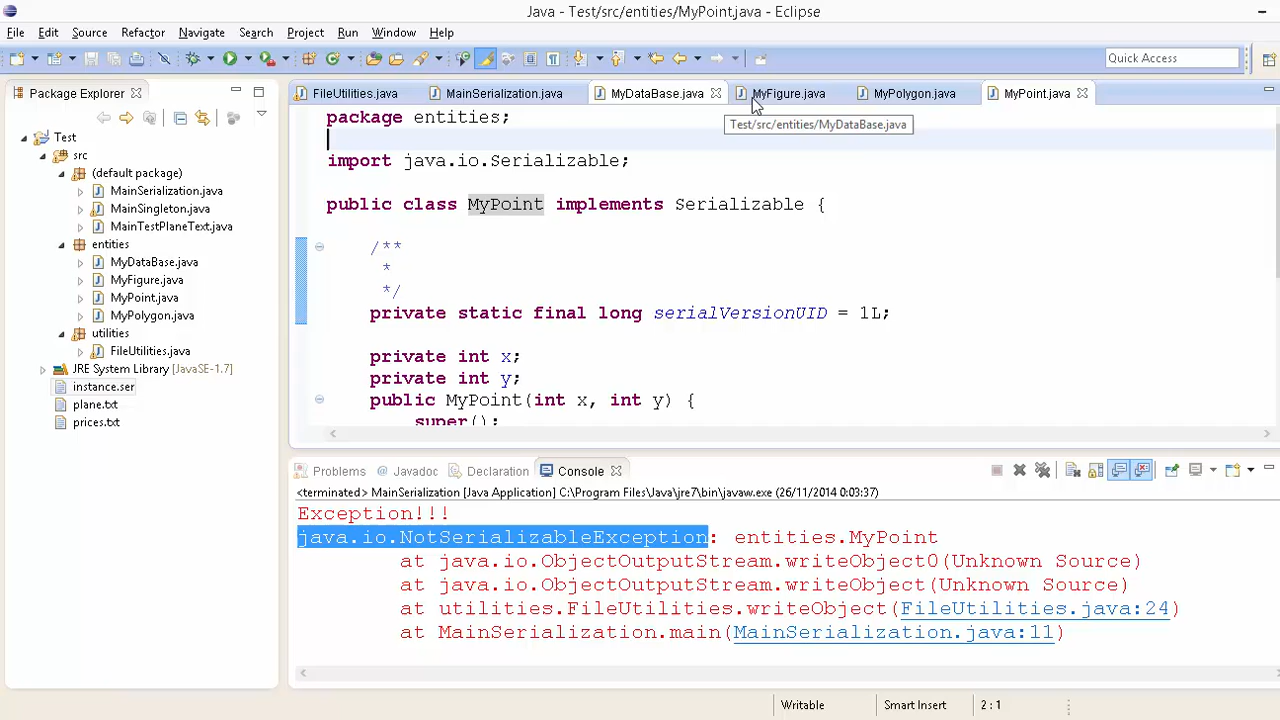 Java - Test/src/entities/MyPoint.java - Eclipse
File Edit Source Refactor Navigate Search Project Run Window Help
Quick Access
Package Explorer
FileUtilities.java MainSerialization.java MyDataBase.java MyFigure.java MyPolygon.java MyPoint.java
Test/src/entities/MyDataBase.java
Test
src
(default package)
MainSerialization.java
MainSingleton.java
MainTestPlaneText.java
entities
MyDataBase.java
MyFigure.java
MyPoint.java
MyPolygon.java
utilities
FileUtilities.java
JRE System Library [JavaSE-1.7]
instance.ser
plane.txt
prices.txt
package entities;
import java.io.Serializable;
public class MyPoint implements Serializable {
/**
*
*/
private static final long serialVersionUID = 1L;
private int x;
private int y;
public MyPoint(int x, int y) {
super();
Problems Javadoc Declaration Console
<terminated> MainSerialization [Java Application] C:\Program Files\Java\jre7\bin\javaw.exe (26/11/2014 0:03:37)
Exception!!!
java.io.NotSerializableException: entities.MyPoint
at java.io.ObjectOutputStream.writeObject0(Unknown Source)
at java.io.ObjectOutputStream.writeObject(Unknown Source)
at utilities.FileUtilities.writeObject(FileUtilities.java:24)
at MainSerialization.main(MainSerialization.java:11)
Writable Smart Insert 2 : 1